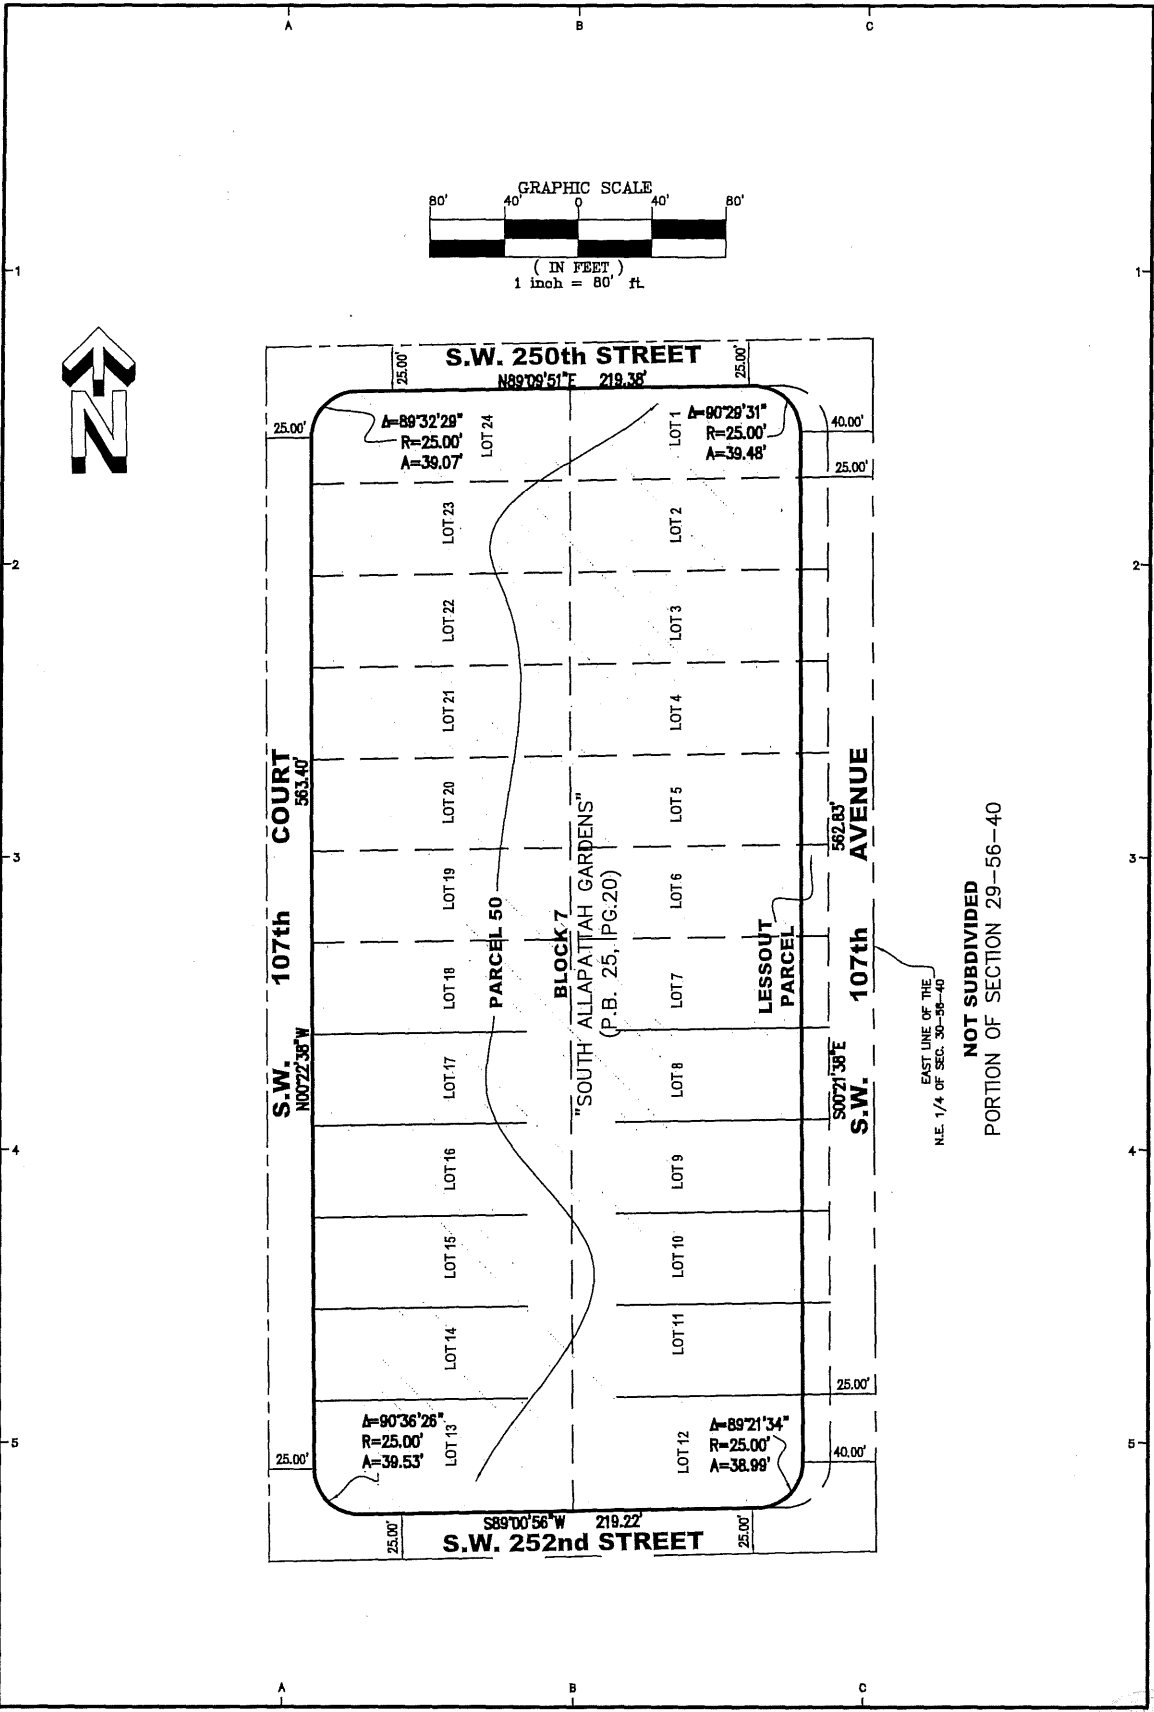 A B C
GRAPHIC SCALE
80' 40' 0 40' 80'
( IN FEET )
1 inch = 80' ft.
1 1
N
S.W. 250th STREET
25.00' 25.00'
N89°09'51"E 219.38'
Δ=89°32'29"
R=25.00'
A=39.07'
LOT 24
LOT 1
Δ=90°29'31"
R=25.00'
A=39.48'
25.00'
40.00'
25.00'
LOT 23
LOT 2
2 2
LOT 22
LOT 3
LOT 21
LOT 4
LOT 20
LOT 5
3 3
LOT 19
LOT 6
LOT 18
LOT 7
LOT 17
LOT 8
LOT 16
LOT 9
4 4
LOT 15
LOT 10
LOT 14
LOT 11
S.W. 107th COURT
N00°22'38"W 563.40'
PARCEL 50
BLOCK 7
"SOUTH ALLAPATTAH GARDENS"
(P.B. 25, PG.20)
LESSOUT
PARCEL
S00°21'38"E 562.83'
S.W. 107th AVENUE
EAST LINE OF THE
N.E. 1/4 OF SEC. 30-56-40
NOT SUBDIVIDED
PORTION OF SECTION 29-56-40
25.00'
Δ=90°36'26"
R=25.00'
A=39.53'
LOT 13
LOT 12
Δ=89°21'34"
R=25.00'
A=38.99'
5 5
25.00'
40.00'
S89°00'56"W 219.22'
25.00' 25.00'
S.W. 252nd STREET
A B C